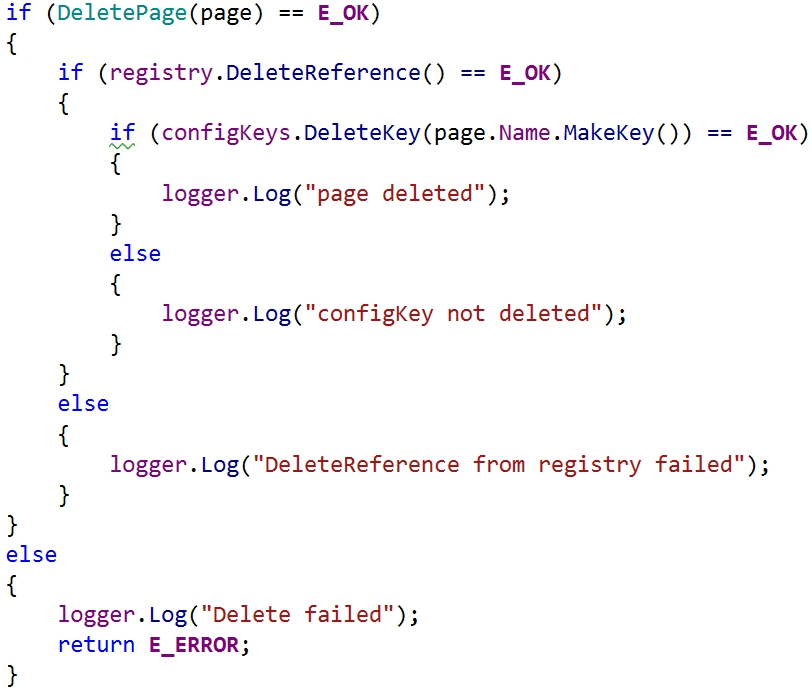 if (DeletePage(page) == E_OK)
{
    if (registry.DeleteReference() == E_OK)
    {
        if (configKeys.DeleteKey(page.Name.MakeKey()) == E_OK)
        {
            logger.Log("page deleted");
        }
        else
        {
            logger.Log("configKey not deleted");
        }
    }
    else
    {
        logger.Log("DeleteReference from registry failed");
    }
}
else
{
    logger.Log("Delete failed");
    return E_ERROR;
}